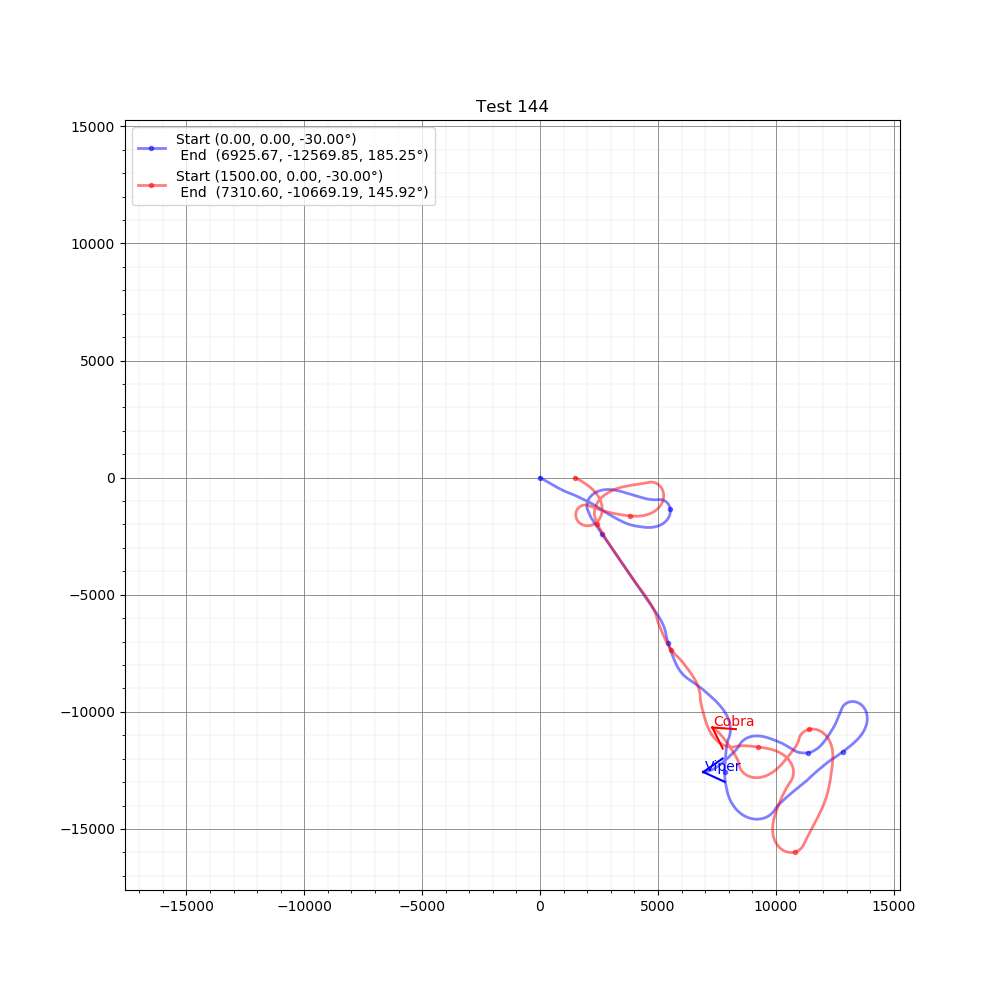 Test 144
Start (0.00, 0.00, -30.00°)
End (6925.67, -12569.85, 185.25°)
Start (1500.00, 0.00, -30.00°)
End (7310.60, -10669.19, 145.92°)
15000
10000
5000
0
−5000
−10000
−15000
Cobra
Viper
−15000 −10000 −5000 0 5000 10000 15000